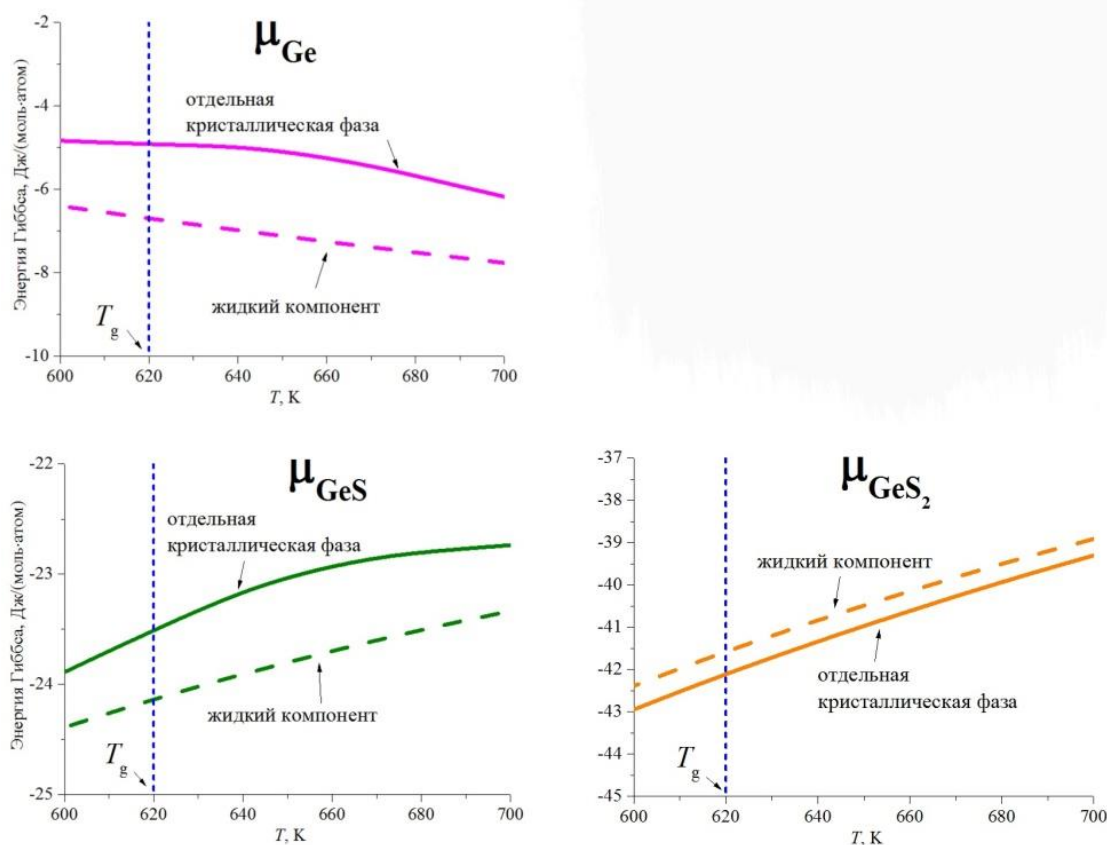 μGe
-2
отдельная
кристаллическая фаза
-4
Энергия Гиббса, Дж/(моль·атом)
-6
-8
жидкий компонент
Tg
-10
600 620 640 660 680 700
T, K
-22
μGeS
отдельная
кристаллическая фаза
-23
Энергия Гиббса, Дж/(моль·атом)
-24
жидкий компонент
Tg
-25
600 620 640 660 680 700
T, K
-37
μGeS2
-38
-39
жидкий компонент
-40
-41
-42
отдельная
кристаллическая фаза
-43
-44
Tg
-45
600 620 640 660 680 700
T, K